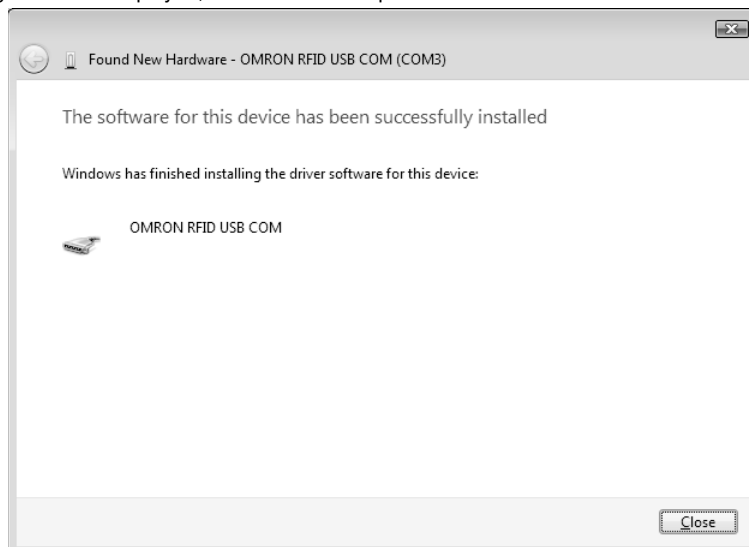 Found New Hardware - OMRON RFID USB COM (COM3)
The software for this device has been successfully installed
Windows has finished installing the driver software for this device:
OMRON RFID USB COM
Close